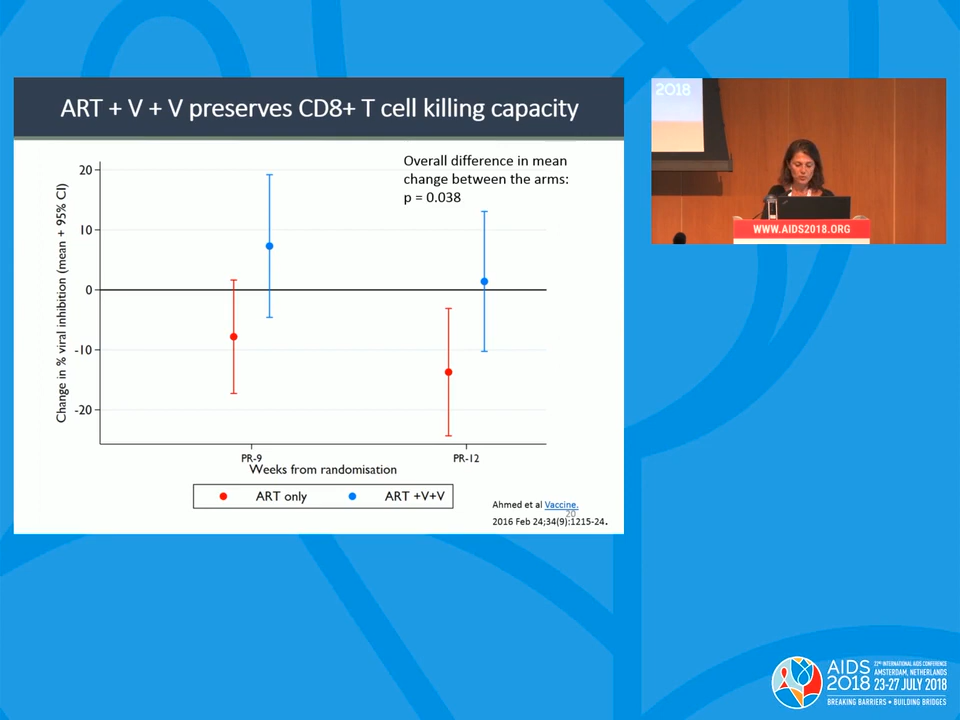 ART + V + V preserves CD8+ T cell killing capacity
Overall difference in mean
change between the arms:
p = 0.038
Change in % viral inhibition (mean + 95% CI)
20
10
0
-10
-20
PR-9
PR-12
Weeks from randomisation
ART only
ART +V+V
Ahmed et al Vaccine.
20
2016 Feb 24;34(9):1215-24.
2018
WWW.AIDS2018.ORG
AIDS
2018
22ND INTERNATIONAL AIDS CONFERENCE
AMSTERDAM, NETHERLANDS
23-27 JULY 2018
BREAKING BARRIERS • BUILDING BRIDGES